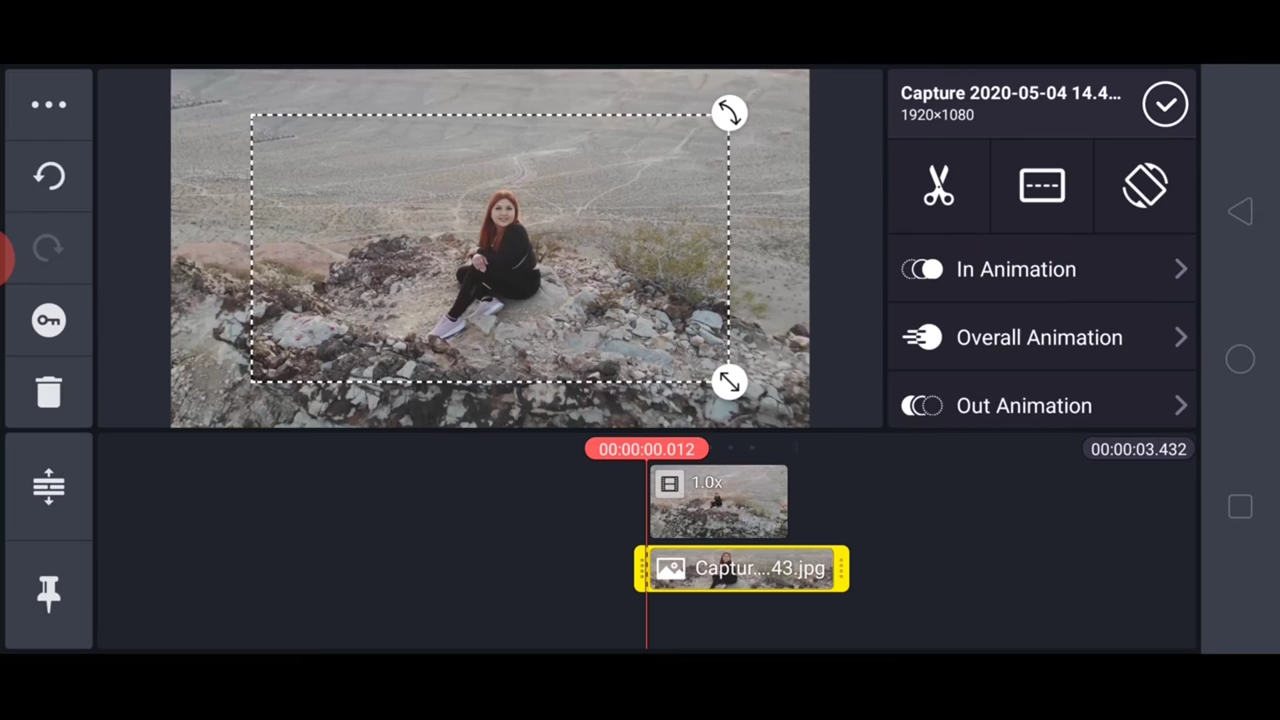 Capture 2020-05-04 14.4...
1920×1080
In Animation
Overall Animation
Out Animation
00:00:00.012
00:00:03.432
1.0x
Captur....43.jpg